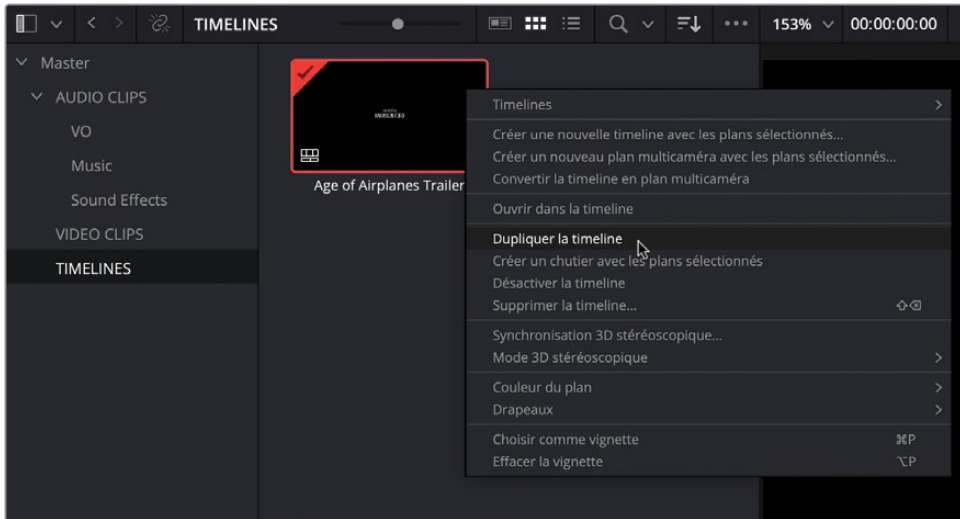 TIMELINES
153%
00:00:00:00
Master
AUDIO CLIPS
VO
Music
Sound Effects
VIDEO CLIPS
TIMELINES
Age of Airplanes Trailer
Timelines
Créer une nouvelle timeline avec les plans sélectionnés...
Créer un nouveau plan multicaméra avec les plans sélectionnés...
Convertir la timeline en plan multicaméra
Ouvrir dans la timeline
Dupliquer la timeline
Créer un chutier avec les plans sélectionnés
Désactiver la timeline
Supprimer la timeline... ⇧⌫
Synchronisation 3D stéréoscopique...
Mode 3D stéréoscopique
Couleur du plan
Drapeaux
Choisir comme vignette ⌘P
Effacer la vignette ⌥P